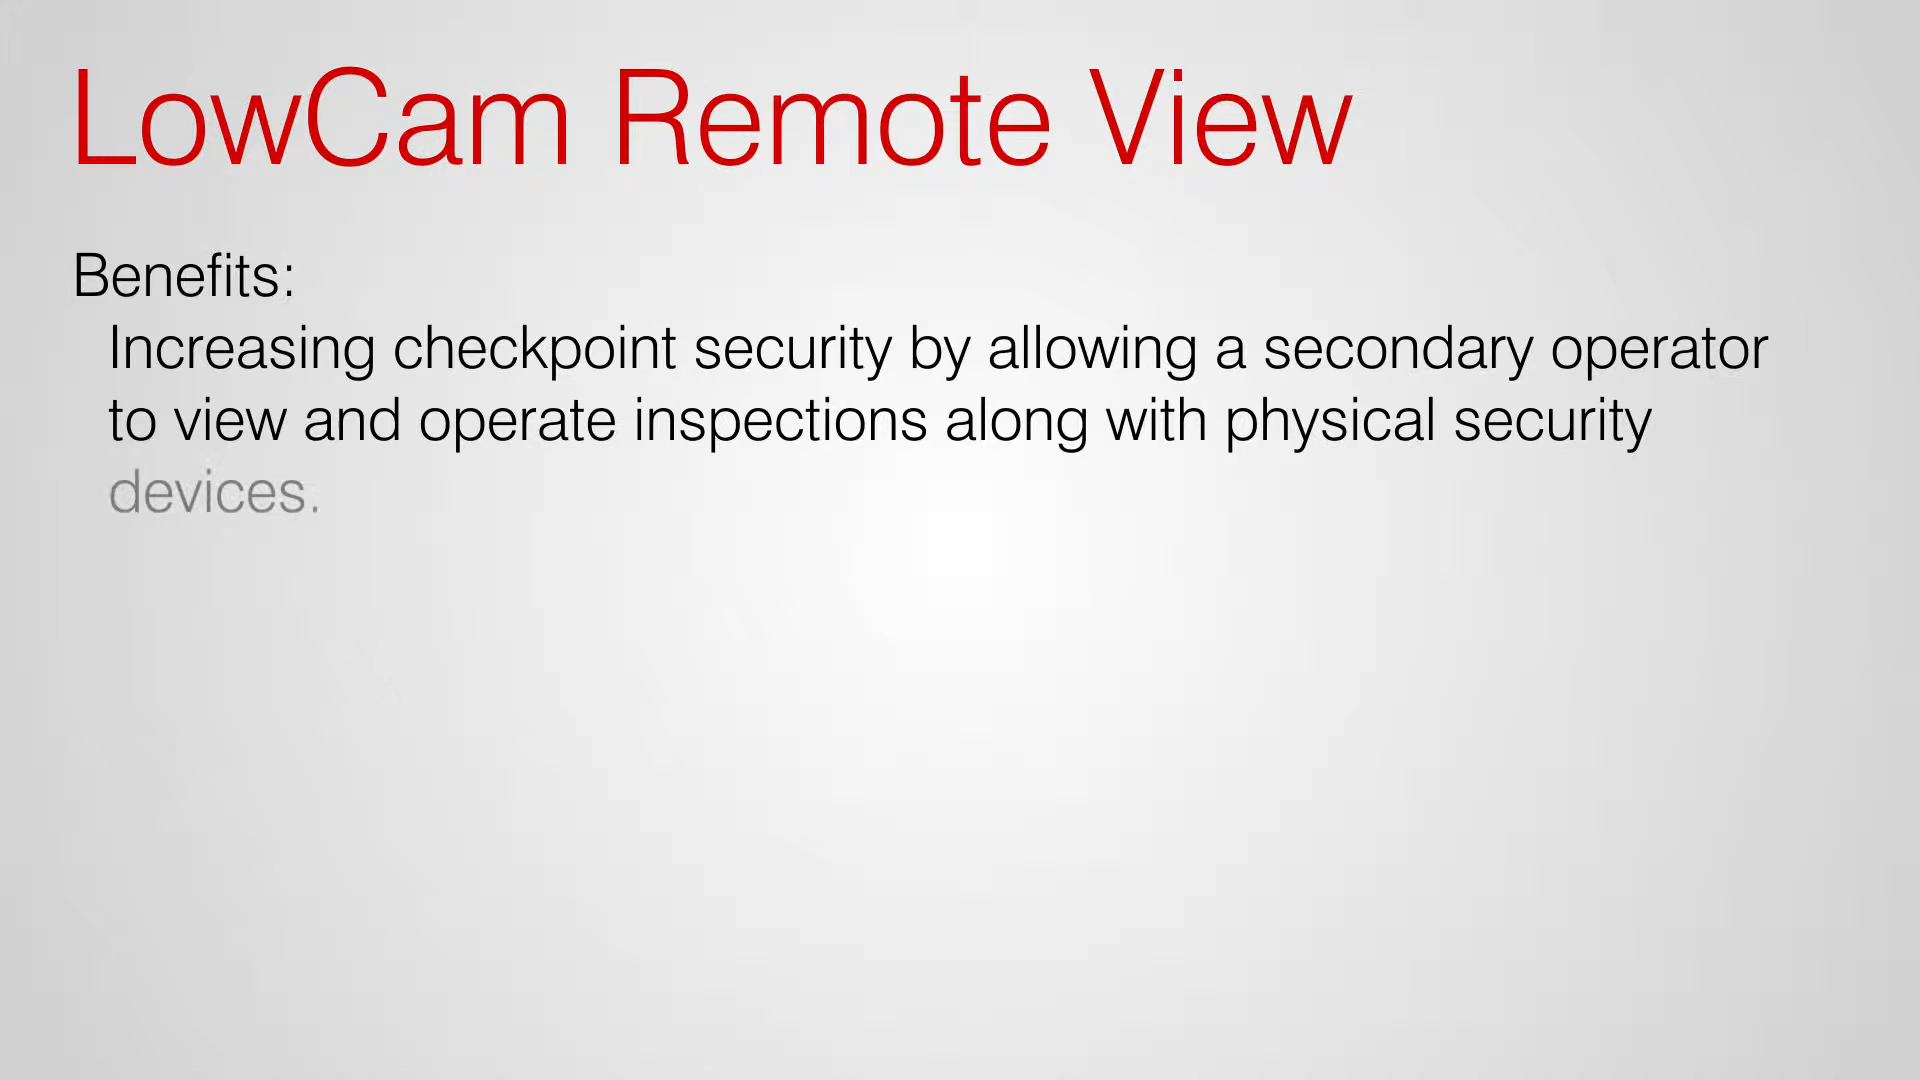 LowCam Remote View
Benefits:
Increasing checkpoint security by allowing a secondary operator
to view and operate inspections along with physical security
devices.